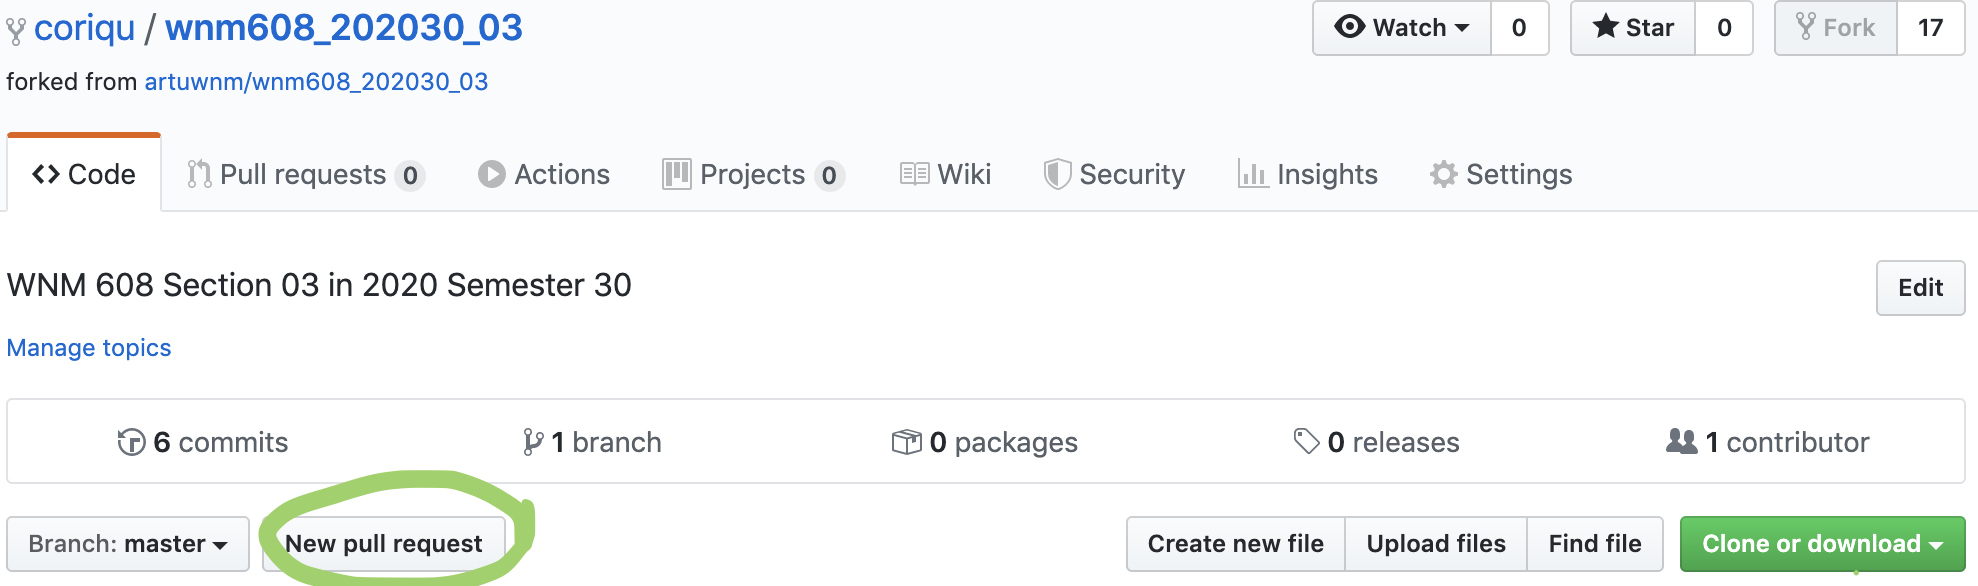 coriqu / wnm608_202030_03
Watch 0 Star 0 Fork 17
forked from artuwnm/wnm608_202030_03
Code Pull requests 0 Actions Projects 0 Wiki Security Insights Settings
WNM 608 Section 03 in 2020 Semester 30
Edit
Manage topics
6 commits 1 branch 0 packages 0 releases 1 contributor
Branch: master New pull request Create new file Upload files Find file Clone or download